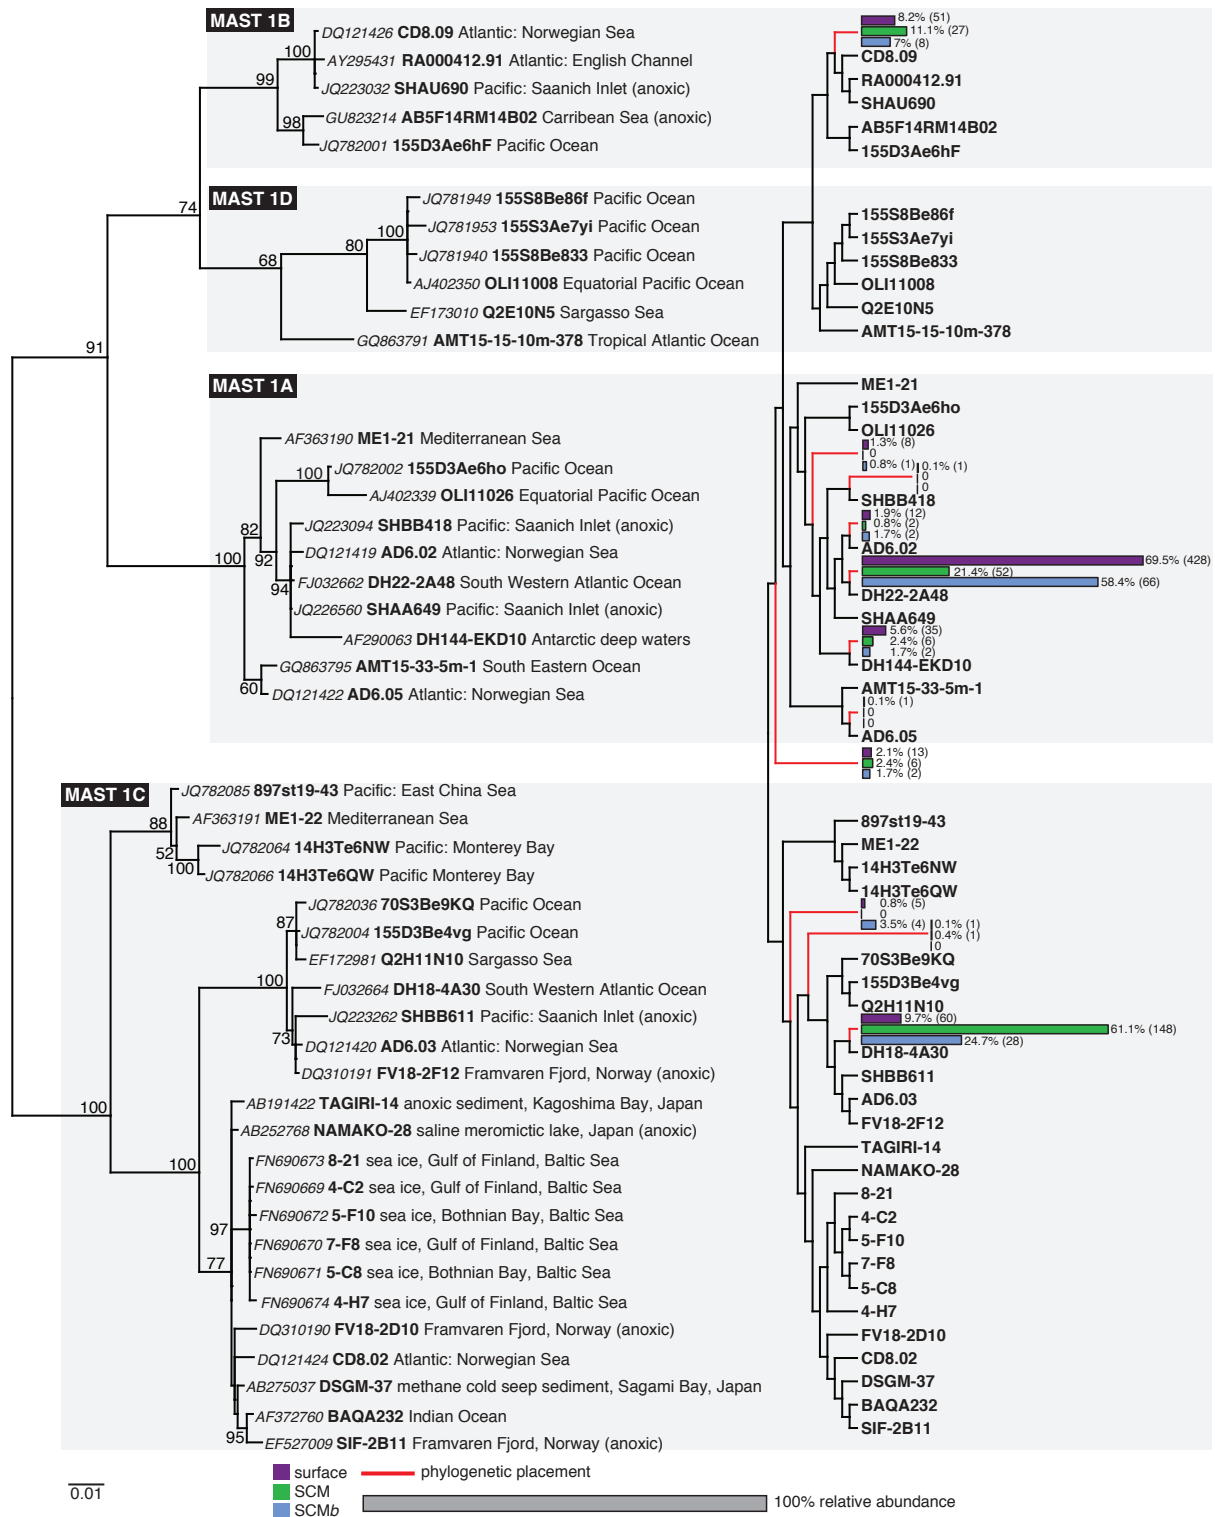 MAST 1B
DQ121426 CD8.09 Atlantic: Norwegian Sea
100
AY295431 RA000412.91 Atlantic: English Channel
99
JQ223032 SHAU690 Pacific: Saanich Inlet (anoxic)
GU823214 AB5F14RM14B02 Carribean Sea (anoxic)
98
JQ782001 155D3Ae6hF Pacific Ocean
74
MAST 1D
JQ781949 155S8Be86f Pacific Ocean
JQ781953 155S3Ae7yi Pacific Ocean
100
80
JQ781940 155S8Be833 Pacific Ocean
68
AJ402350 OLI11008 Equatorial Pacific Ocean
EF173010 Q2E10N5 Sargasso Sea
GQ863791 AMT15-15-10m-378 Tropical Atlantic Ocean
91
MAST 1A
AF363190 ME1-21 Mediterranean Sea
JQ782002 155D3Ae6ho Pacific Ocean
100
AJ402339 OLI11026 Equatorial Pacific Ocean
82
JQ223094 SHBB418 Pacific: Saanich Inlet (anoxic)
DQ121419 AD6.02 Atlantic: Norwegian Sea
100
92
94
FJ032662 DH22-2A48 South Western Atlantic Ocean
JQ226560 SHAA649 Pacific: Saanich Inlet (anoxic)
AF290063 DH144-EKD10 Antarctic deep waters
GQ863795 AMT15-33-5m-1 South Eastern Ocean
60
DQ121422 AD6.05 Atlantic: Norwegian Sea
MAST 1C
JQ782085 897st19-43 Pacific: East China Sea
88
AF363191 ME1-22 Mediterranean Sea
52
JQ782064 14H3Te6NW Pacific: Monterey Bay
100
JQ782066 14H3Te6QW Pacific Monterey Bay
JQ782036 70S3Be9KQ Pacific Ocean
87
JQ782004 155D3Be4vg Pacific Ocean
EF172981 Q2H11N10 Sargasso Sea
100
FJ032664 DH18-4A30 South Western Atlantic Ocean
JQ223262 SHBB611 Pacific: Saanich Inlet (anoxic)
73
DQ121420 AD6.03 Atlantic: Norwegian Sea
DQ310191 FV18-2F12 Framvaren Fjord, Norway (anoxic)
100
AB191422 TAGIRI-14 anoxic sediment, Kagoshima Bay, Japan
AB252768 NAMAKO-28 saline meromictic lake, Japan (anoxic)
100
FN690673 8-21 sea ice, Gulf of Finland, Baltic Sea
FN690669 4-C2 sea ice, Gulf of Finland, Baltic Sea
FN690672 5-F10 sea ice, Bothnian Bay, Baltic Sea
97
FN690670 7-F8 sea ice, Gulf of Finland, Baltic Sea
77
FN690671 5-C8 sea ice, Bothnian Bay, Baltic Sea
FN690674 4-H7 sea ice, Gulf of Finland, Baltic Sea
DQ310190 FV18-2D10 Framvaren Fjord, Norway (anoxic)
DQ121424 CD8.02 Atlantic: Norwegian Sea
AB275037 DSGM-37 methane cold seep sediment, Sagami Bay, Japan
AF372760 BAQA232 Indian Ocean
95
EF527009 SIF-2B11 Framvaren Fjord, Norway (anoxic)
8.2% (51)
11.1% (27)
7% (8)
CD8.09
RA000412.91
SHAU690
AB5F14RM14B02
155D3Ae6hF
155S8Be86f
155S3Ae7yi
155S8Be833
OLI11008
Q2E10N5
AMT15-15-10m-378
ME1-21
155D3Ae6ho
OLI11026
1.3% (8)
0
0.8% (1)
0.1% (1)
0
0
SHBB418
1.9% (12)
0.8% (2)
1.7% (2)
AD6.02
69.5% (428)
21.4% (52)
58.4% (66)
DH22-2A48
SHAA649
5.6% (35)
2.4% (6)
1.7% (2)
DH144-EKD10
AMT15-33-5m-1
0.1% (1)
0
0
AD6.05
2.1% (13)
2.4% (6)
1.7% (2)
897st19-43
ME1-22
14H3Te6NW
14H3Te6QW
0.8% (5)
0
3.5% (4)
0.1% (1)
0.4% (1)
0
70S3Be9KQ
155D3Be4vg
Q2H11N10
9.7% (60)
61.1% (148)
24.7% (28)
DH18-4A30
SHBB611
AD6.03
FV18-2F12
TAGIRI-14
NAMAKO-28
8-21
4-C2
5-F10
7-F8
5-C8
4-H7
FV18-2D10
CD8.02
DSGM-37
BAQA232
SIF-2B11
0.01
surface
SCM
SCMb
phylogenetic placement
100% relative abundance